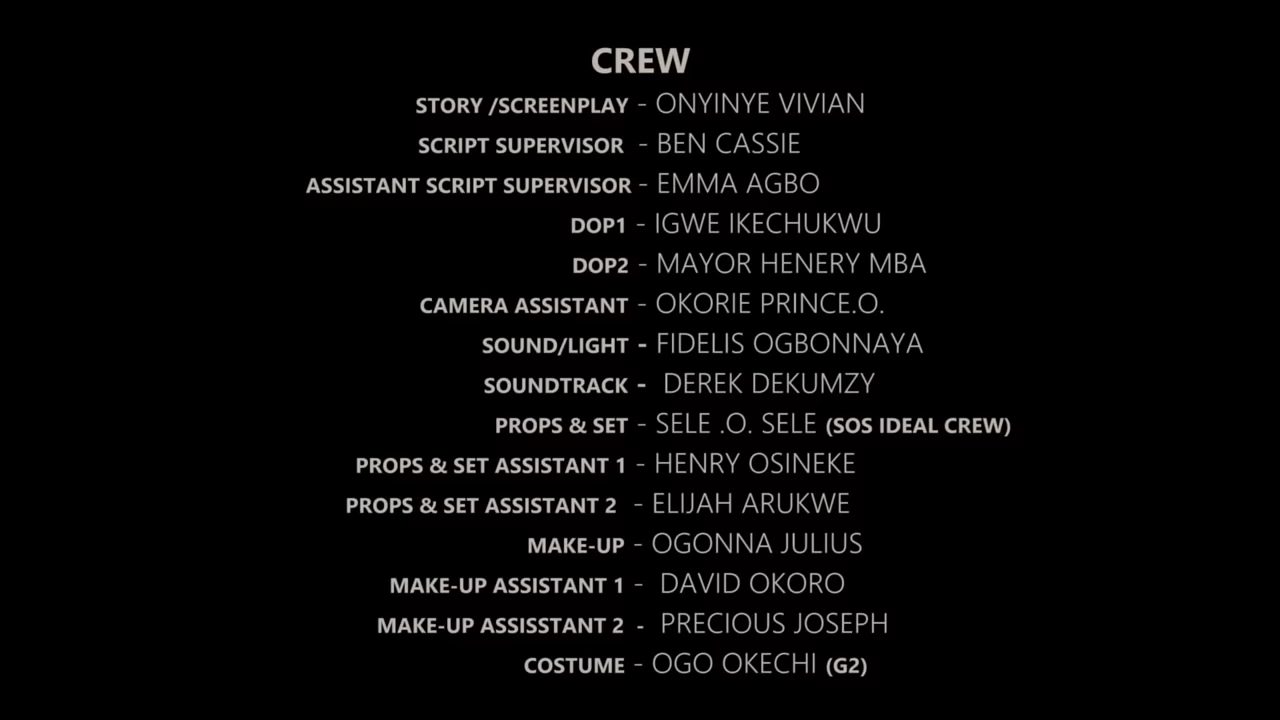 CREW
STORY /SCREENPLAY - ONYINYE VIVIAN
SCRIPT SUPERVISOR - BEN CASSIE
ASSISTANT SCRIPT SUPERVISOR - EMMA AGBO
DOP1 - IGWE IKECHUKWU
DOP2 - MAYOR HENERY MBA
CAMERA ASSISTANT - OKORIE PRINCE.O.
SOUND/LIGHT - FIDELIS OGBONNAYA
SOUNDTRACK - DEREK DEKUMZY
PROPS & SET - SELE .O. SELE (SOS IDEAL CREW)
PROPS & SET ASSISTANT 1 - HENRY OSINEKE
PROPS & SET ASSISTANT 2 - ELIJAH ARUKWE
MAKE-UP - OGONNA JULIUS
MAKE-UP ASSISTANT 1 - DAVID OKORO
MAKE-UP ASSISSTANT 2 - PRECIOUS JOSEPH
COSTUME - OGO OKECHI (G2)